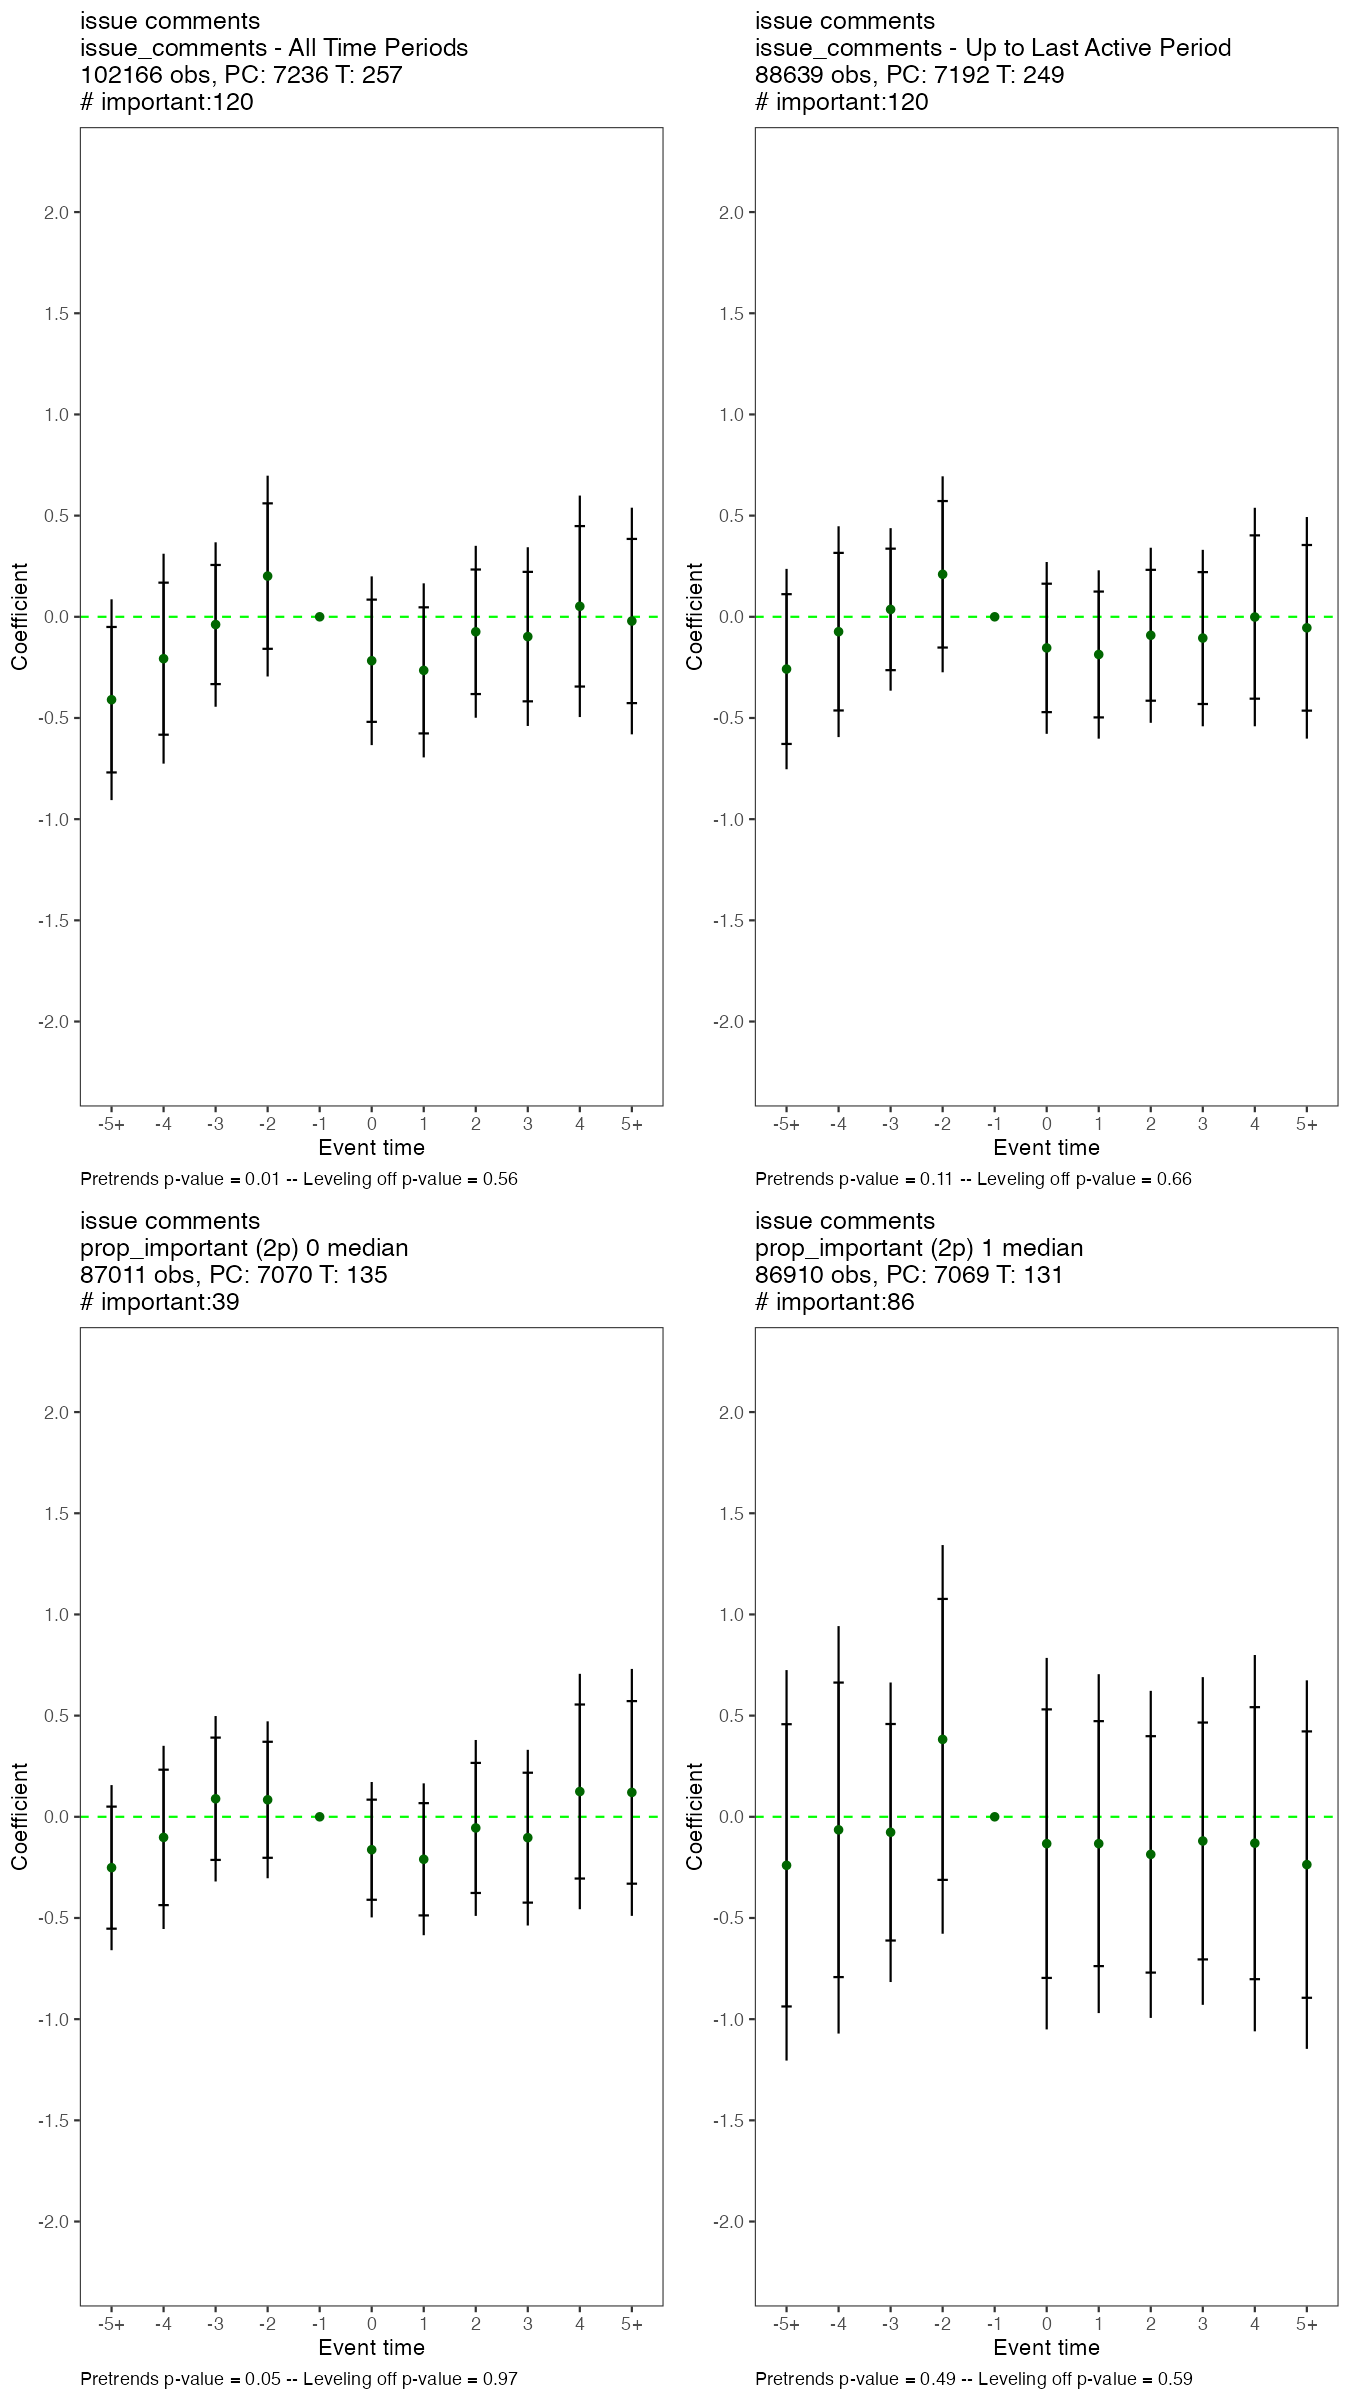 issue comments
issue_comments - All Time Periods
102166 obs, PC: 7236 T: 257
# important:120
2.0
1.5
1.0
0.5
0.0
-0.5
-1.0
-1.5
-2.0
Coefficient
-5+ -4 -3 -2 -1 0 1 2 3 4 5+
Event time
Pretrends p-value = 0.01 -- Leveling off p-value = 0.56
issue comments
issue_comments - Up to Last Active Period
88639 obs, PC: 7192 T: 249
# important:120
2.0
1.5
1.0
0.5
0.0
-0.5
-1.0
-1.5
-2.0
Coefficient
-5+ -4 -3 -2 -1 0 1 2 3 4 5+
Event time
Pretrends p-value = 0.11 -- Leveling off p-value = 0.66
issue comments
prop_important (2p) 0 median
87011 obs, PC: 7070 T: 135
# important:39
2.0
1.5
1.0
0.5
0.0
-0.5
-1.0
-1.5
-2.0
Coefficient
-5+ -4 -3 -2 -1 0 1 2 3 4 5+
Event time
Pretrends p-value = 0.05 -- Leveling off p-value = 0.97
issue comments
prop_important (2p) 1 median
86910 obs, PC: 7069 T: 131
# important:86
2.0
1.5
1.0
0.5
0.0
-0.5
-1.0
-1.5
-2.0
Coefficient
-5+ -4 -3 -2 -1 0 1 2 3 4 5+
Event time
Pretrends p-value = 0.49 -- Leveling off p-value = 0.59